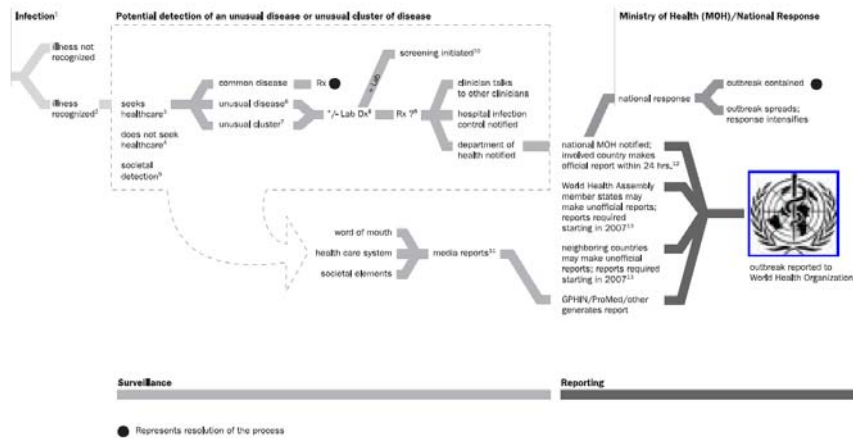 Infection¹
Potential detection of an unusual disease or unusual cluster of disease
Ministry of Health (MOH)/National Response
illness not
recognized
illness
recognized²
seeks
healthcare³
does not seek
healthcare⁴
societal
detection⁵
common disease
Rx
unusual disease⁶
unusual cluster⁷
+/- Lab Dx⁸
Rx ?⁹
+ Lab
screening initiated¹⁰
clinician talks
to other clinicians
hospital infection
control notified
department of
health notified
national response
outbreak contained
outbreak spreads;
response intensifies
national MOH notified;
involved country makes
official report within 24 hrs.¹²
World Health Assembly
member states may
make unofficial reports;
reports required
starting in 2007¹³
neighboring countries
may make unofficial
reports; reports required
starting in 2007¹³
GPHIN/ProMed/other
generates report
word of mouth
health care system
societal elements
media reports¹¹
outbreak reported to
World Health Organization
Surveillance
Reporting
Represents resolution of the process